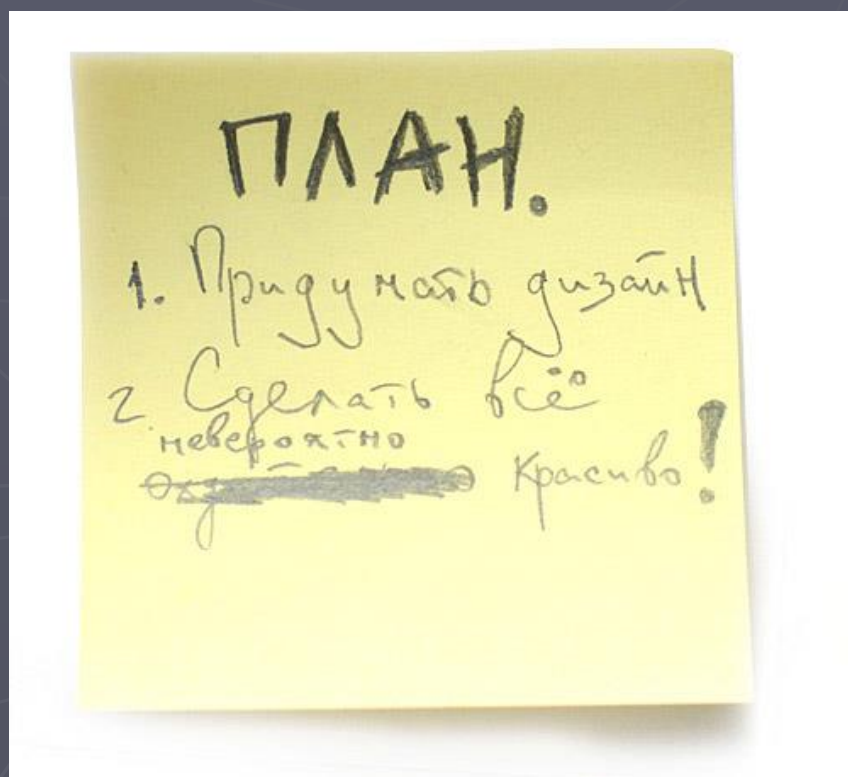 ПЛАН.
1. Придумать дизайн
2. Сделать всё
невероятно
красиво!